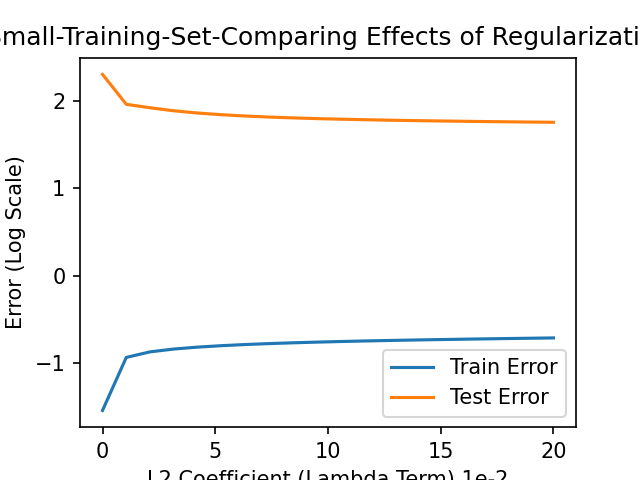 Small-Training-Set-Comparing Effects of Regularizati
Error (Log Scale)
2
1
0
−1
Train Error
Test Error
0 5 10 15 20
L2 Coefficient (Lambda Term) 1e-2